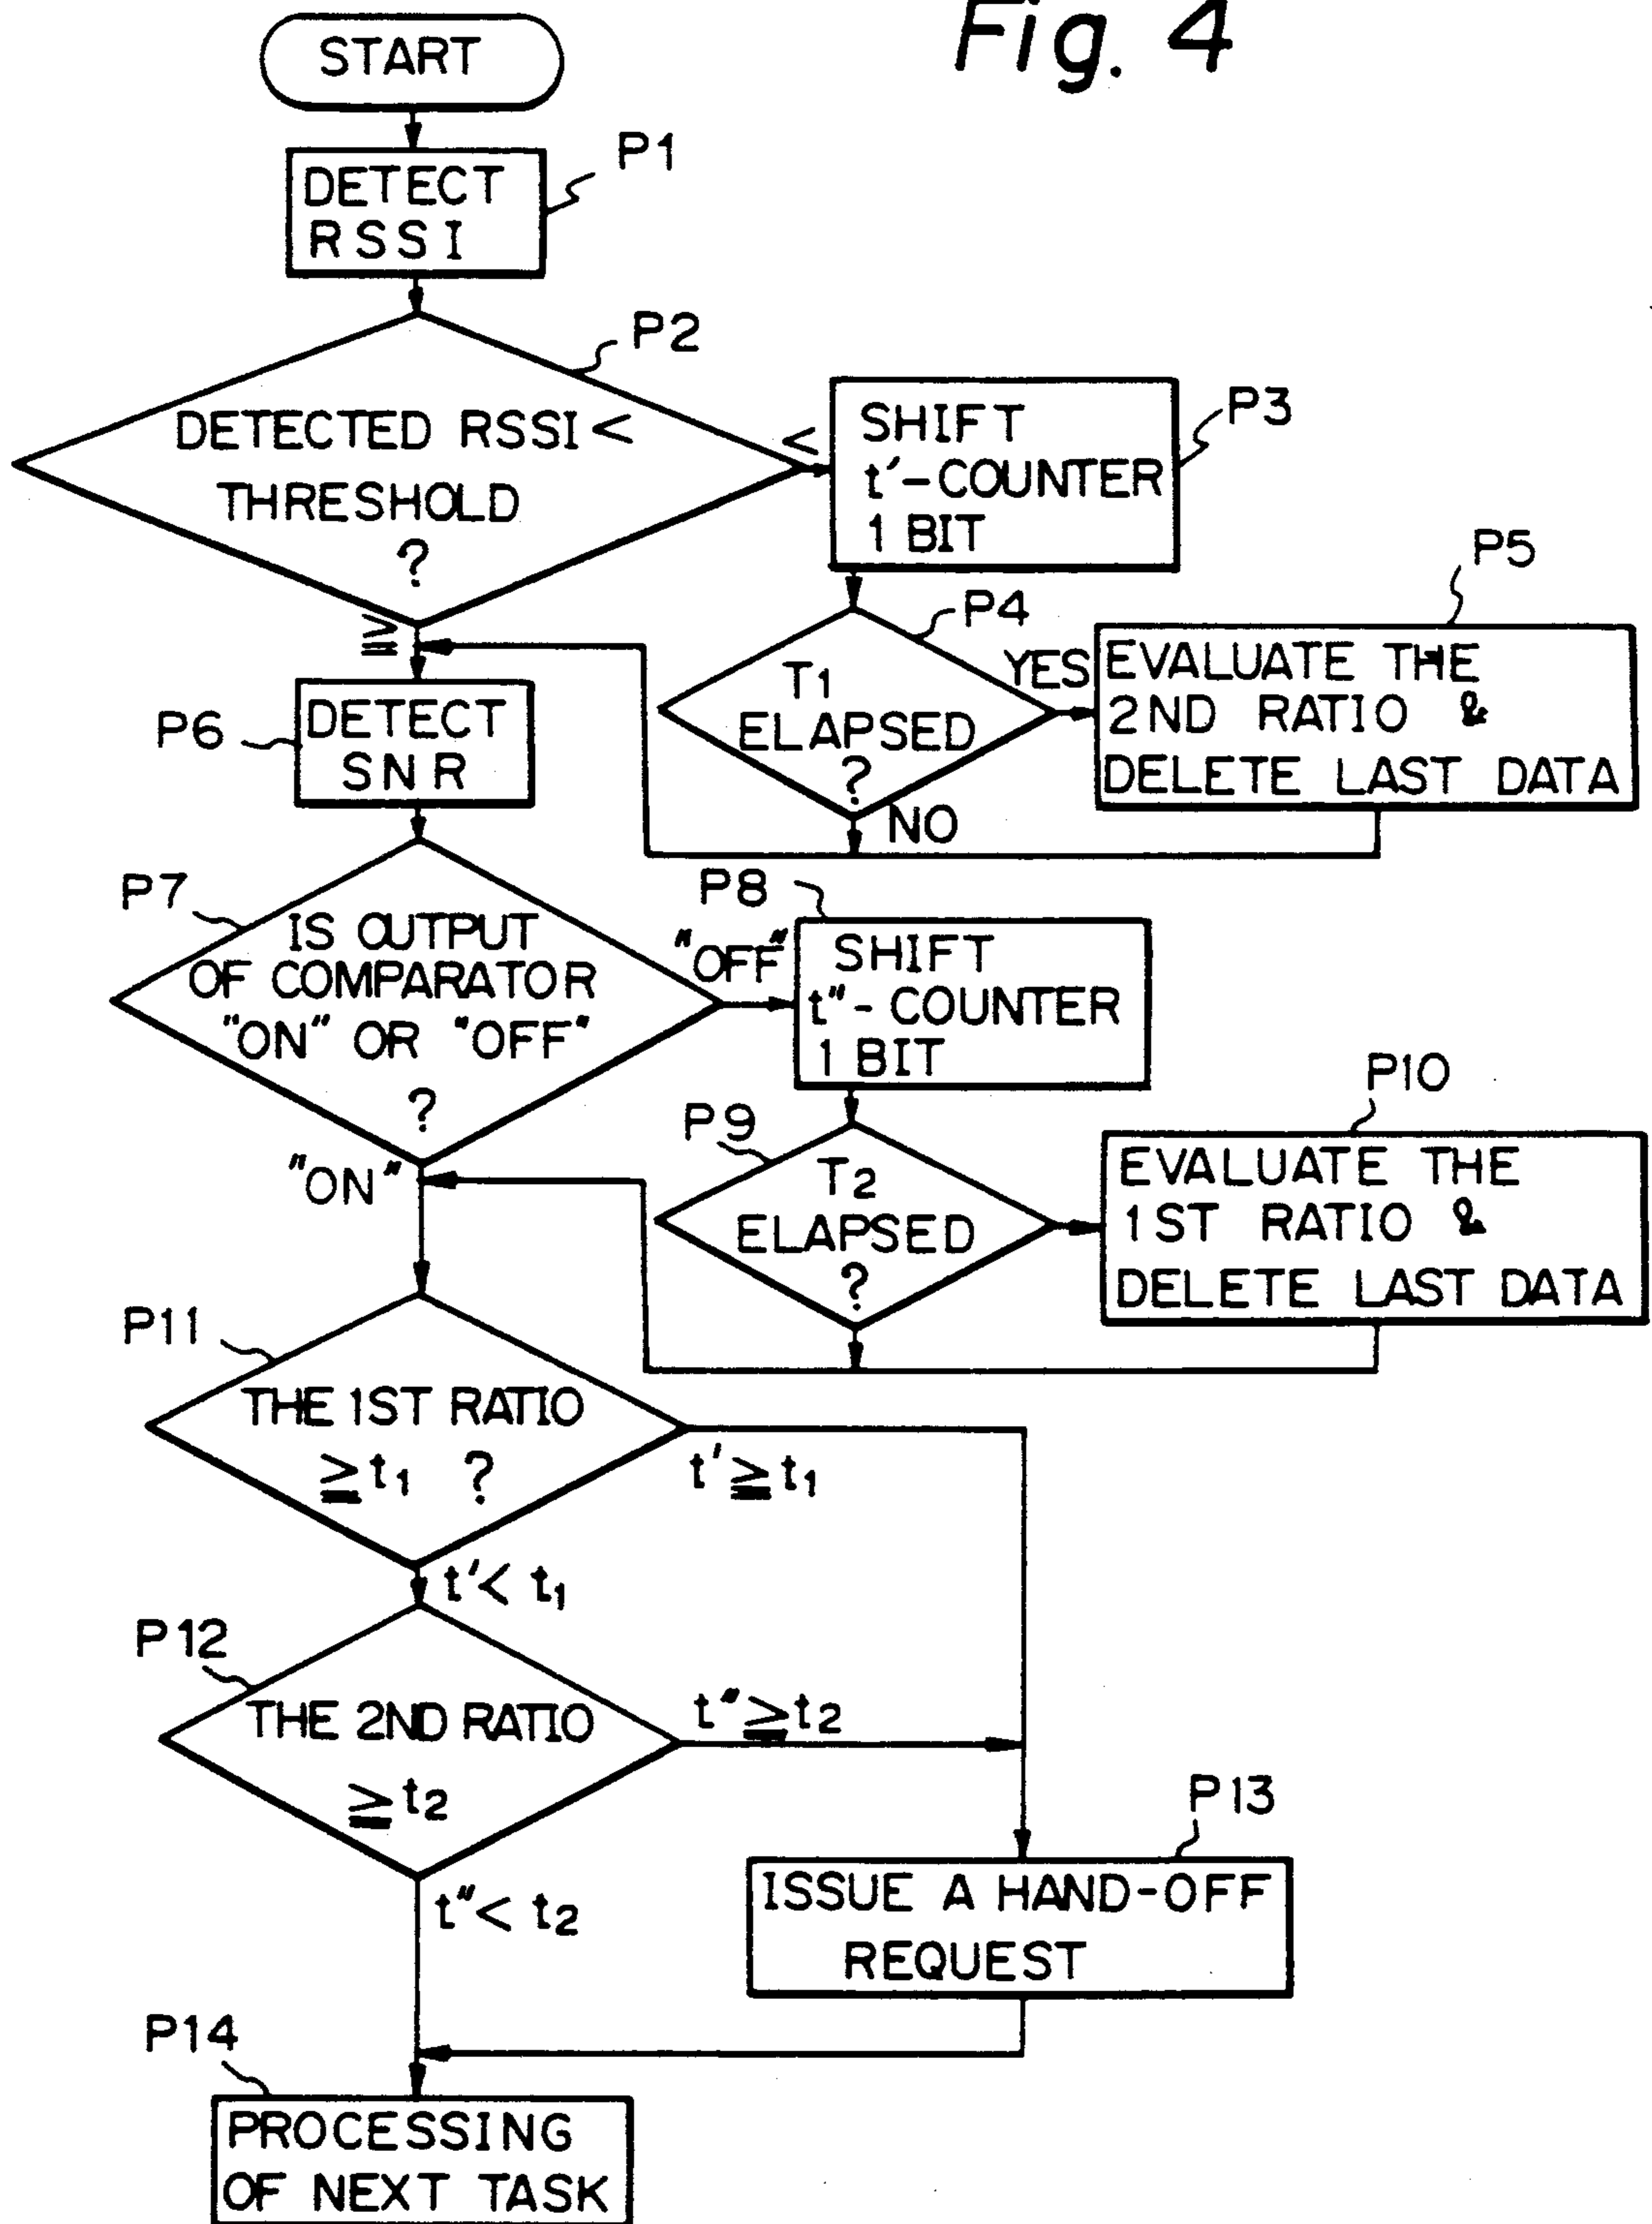 Fig. 4
START
P1
DETECT
RSSI
P2
DETECTED RSSI <
THRESHOLD
?
<
≧
P3
SHIFT
t'-COUNTER
1 BIT
P4
T1
ELAPSED
?
YES
NO
P5
EVALUATE THE
2ND RATIO &
DELETE LAST DATA
P6
DETECT
SNR
P7
IS OUTPUT
OF COMPARATOR
"ON" OR "OFF"
?
"OFF"
"ON"
P8
SHIFT
t"-COUNTER
1 BIT
P9
T2
ELAPSED
?
P10
EVALUATE THE
1ST RATIO &
DELETE LAST DATA
P11
THE 1ST RATIO
≧ t1 ?
t' ≧ t1
t' < t1
P12
THE 2ND RATIO
≧ t2
t" ≧ t2
t" < t2
P13
ISSUE A HAND-OFF
REQUEST
P14
PROCESSING
OF NEXT TASK